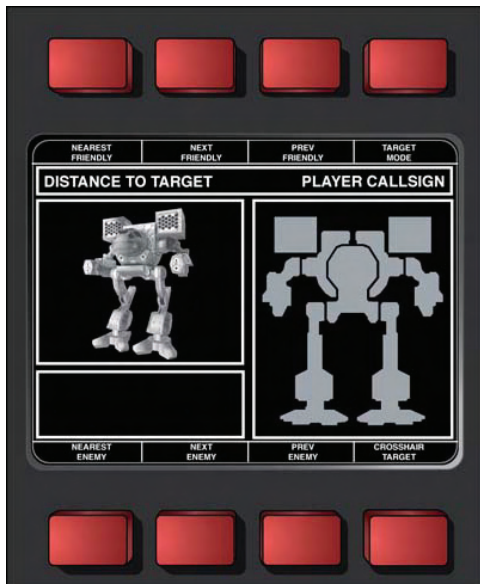 NEAREST FRIENDLY
NEXT FRIENDLY
PREV FRIENDLY
TARGET MODE
DISTANCE TO TARGET
PLAYER CALLSIGN
NEAREST ENEMY
NEXT ENEMY
PREV ENEMY
CROSSHAIR TARGET